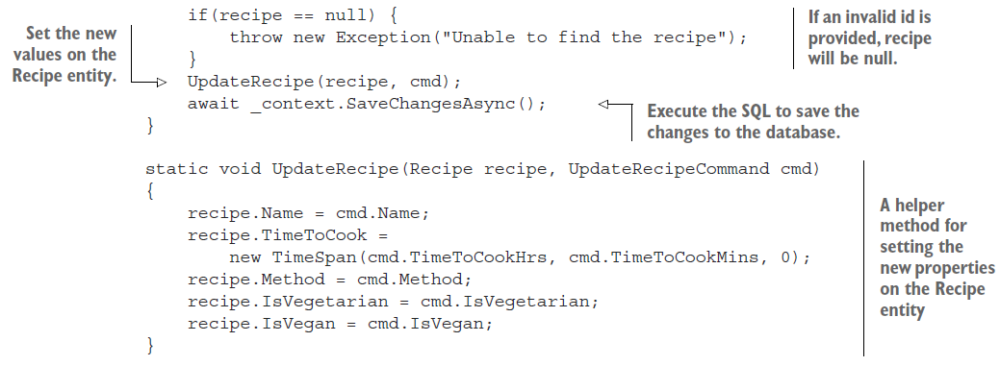 if(recipe == null) {
throw new Exception("Unable to find the recipe");
}
UpdateRecipe(recipe, cmd);
await _context.SaveChangesAsync();
}
If an invalid id is
provided, recipe
will be null.
Set the new
values on the
Recipe entity.
Execute the SQL to save the
changes to the database.
static void UpdateRecipe(Recipe recipe, UpdateRecipeCommand cmd)
{
recipe.Name = cmd.Name;
recipe.TimeToCook =
new TimeSpan(cmd.TimeToCookHrs, cmd.TimeToCookMins, 0);
recipe.Method = cmd.Method;
recipe.IsVegetarian = cmd.IsVegetarian;
recipe.IsVegan = cmd.IsVegan;
}
A helper
method for
setting the
new properties
on the Recipe
entity